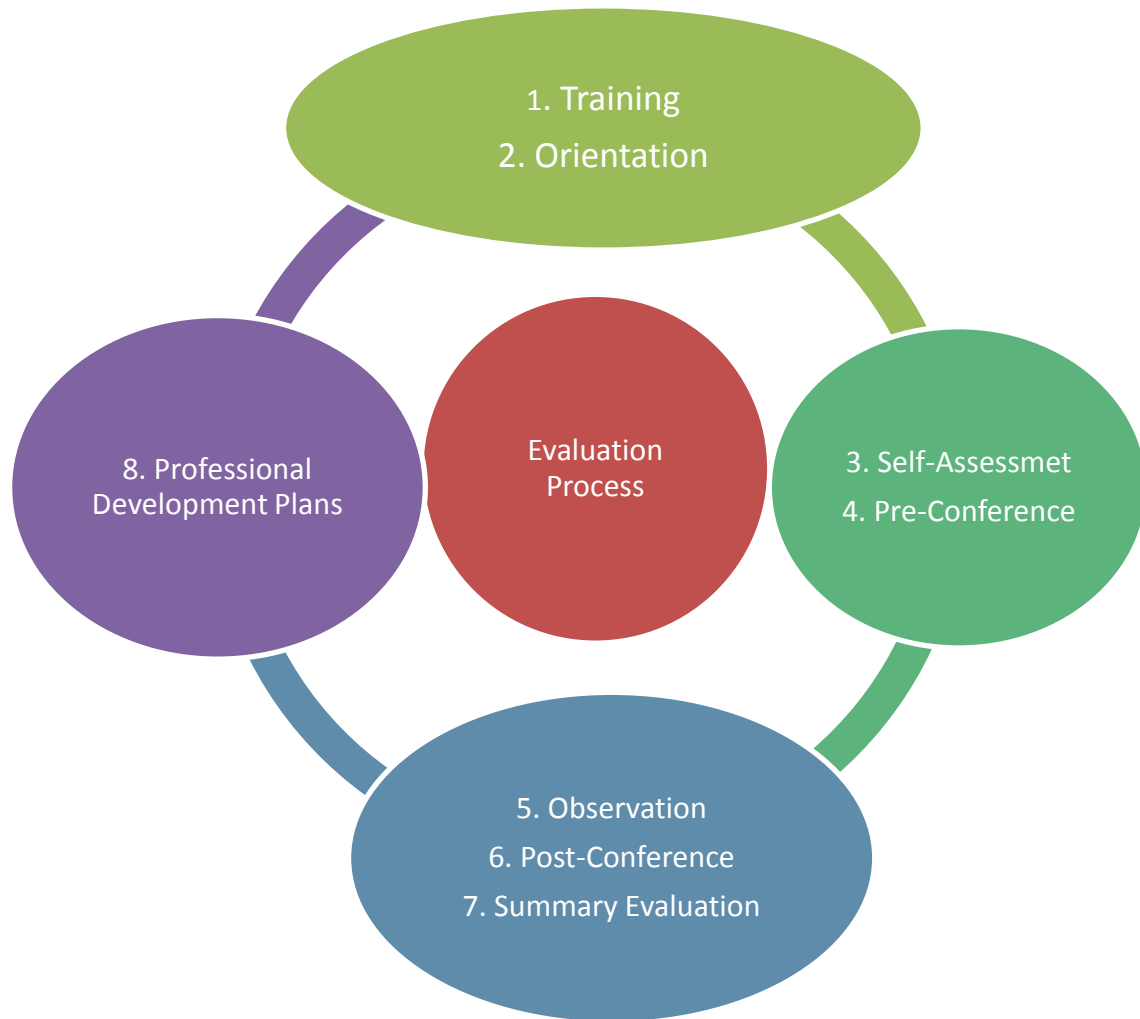 1. Training
2. Orientation
Evaluation
Process
3. Self-Assessmet
4. Pre-Conference
8. Professional
Development Plans
5. Observation
6. Post-Conference
7. Summary Evaluation